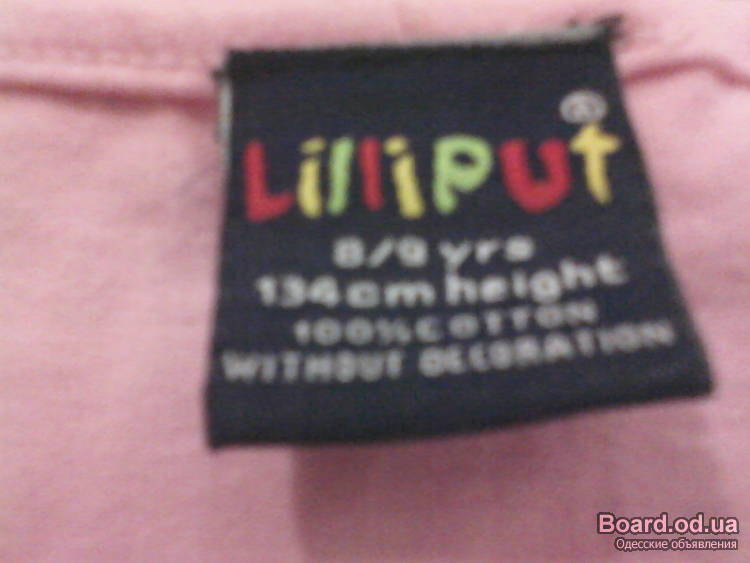 Lilliput
8/9 yrs
134cm height
100% COTTON
WITHOUT DECORATION
Board.od.ua
Одесские объявления